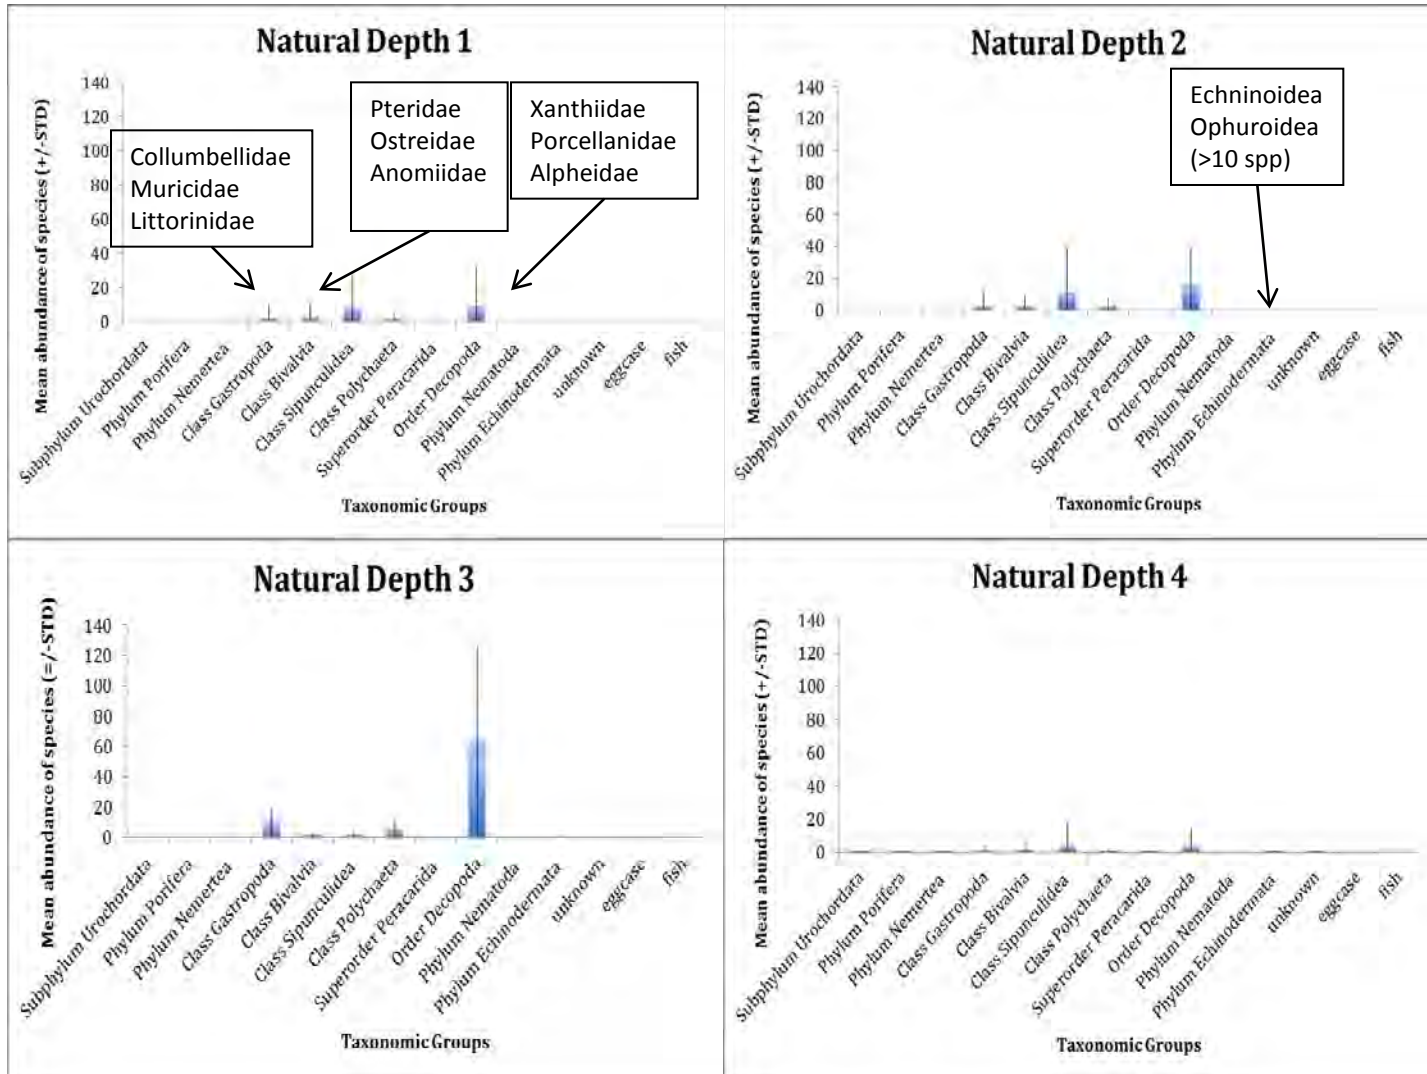 Natural Depth 1
Mean abundance of species (+/-STD)
140
120
100
80
60
40
20
0
Collumbellidae
Muricidae
Littorinidae
Pteridae
Ostreidae
Anomiidae
Xanthiidae
Porcellanidae
Alpheidae
Subphylum Urochordata
Phylum Porifera
Phylum Nemertea
Class Gastropoda
Class Bivalvia
Class Sipunculidea
Class Polychaeta
Superorder Peracarida
Order Decopoda
Phylum Nematoda
Phylum Echinodermata
unknown
eggcase
fish
Taxonomic Groups
Natural Depth 2
Mean abundance of species (+/-STD)
140
120
100
80
60
40
20
0
Echninoidea
Ophuroidea
(>10 spp)
Subphylum Urochordata
Phylum Porifera
Phylum Nemertea
Class Gastropoda
Class Bivalvia
Class Sipunculidea
Class Polychaeta
Superorder Peracarida
Order Decapoda
Phylum Nematoda
Phylum Echinodermata
unknown
eggcase
fish
Taxonomic Groups
Natural Depth 3
Mean abundance of species (=/-STD)
140
120
100
80
60
40
20
0
Subphylum Urochordata
Phylum Porifera
Phylum Nemertea
Class Gastropoda
Class Bivalvia
Class Sipunculidea
Class Polychaeta
Superorder Peracarida
Order Decopoda
Phylum Nematoda
Phylum Echinodermata
unknown
eggcase
fish
Taxonomic Groups
Natural Depth 4
Mean abundance of species (+/-STD)
140
120
100
80
60
40
20
0
Subphylum Urochordata
Phylum Porifera
Phylum Nemertea
Class Gastropoda
Class Bivalvia
Class Sipunculidea
Class Polychaeta
Superorder Peracarida
Order Decopoda
Phylum Nematoda
Phylum Echinodermata
unknown
eggcase
fish
Taxonomic Groups